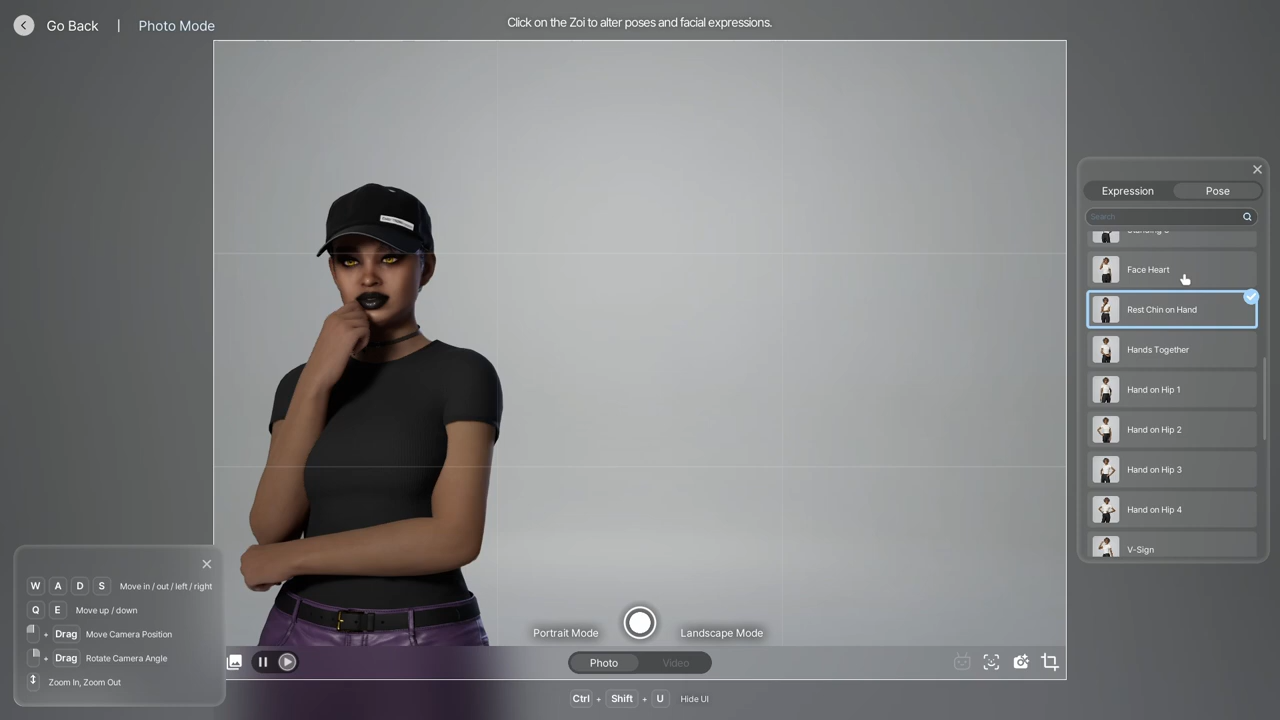 Go Back | Photo Mode
Click on the Zoi to alter poses and facial expressions.
Expression Pose
Search
Face Heart
Rest Chin on Hand
Hands Together
Hand on Hip 1
Hand on Hip 2
Hand on Hip 3
Hand on Hip 4
V-Sign
W A D S Move in / out / left / right
Q E Move up / down
+ Drag Move Camera Position
+ Drag Rotate Camera Angle
Zoom In, Zoom Out
Portrait Mode Landscape Mode
Photo Video
Ctrl + Shift + U Hide UI